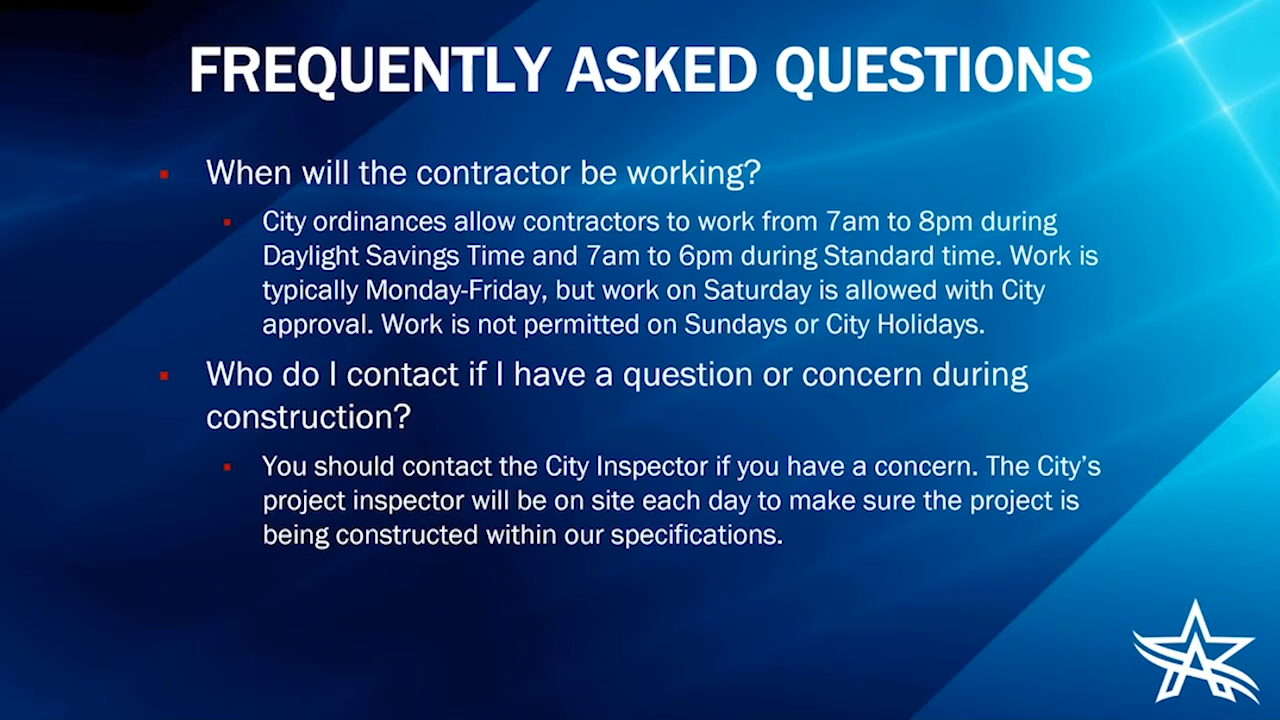 FREQUENTLY ASKED QUESTIONS
When will the contractor be working?
City ordinances allow contractors to work from 7am to 8pm during
Daylight Savings Time and 7am to 6pm during Standard time. Work is
typically Monday-Friday, but work on Saturday is allowed with City
approval. Work is not permitted on Sundays or City Holidays.
Who do I contact if I have a question or concern during
construction?
You should contact the City Inspector if you have a concern. The City’s
project inspector will be on site each day to make sure the project is
being constructed within our specifications.